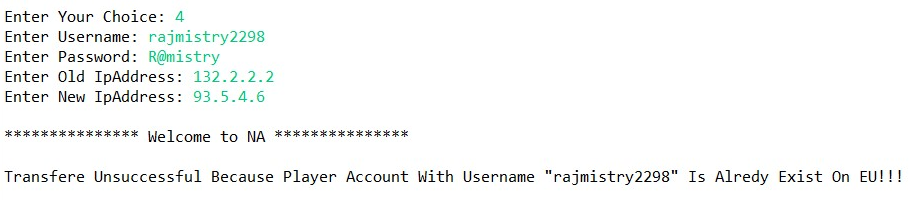 Enter Your Choice: 4
Enter Username: rajmistry2298
Enter Password: R@mistry
Enter Old IpAddress: 132.2.2.2
Enter New IpAddress: 93.5.4.6
*************** Welcome to NA ***************
Transfere Unsuccessful Because Player Account With Username "rajmistry2298" Is Alredy Exist On EU!!!